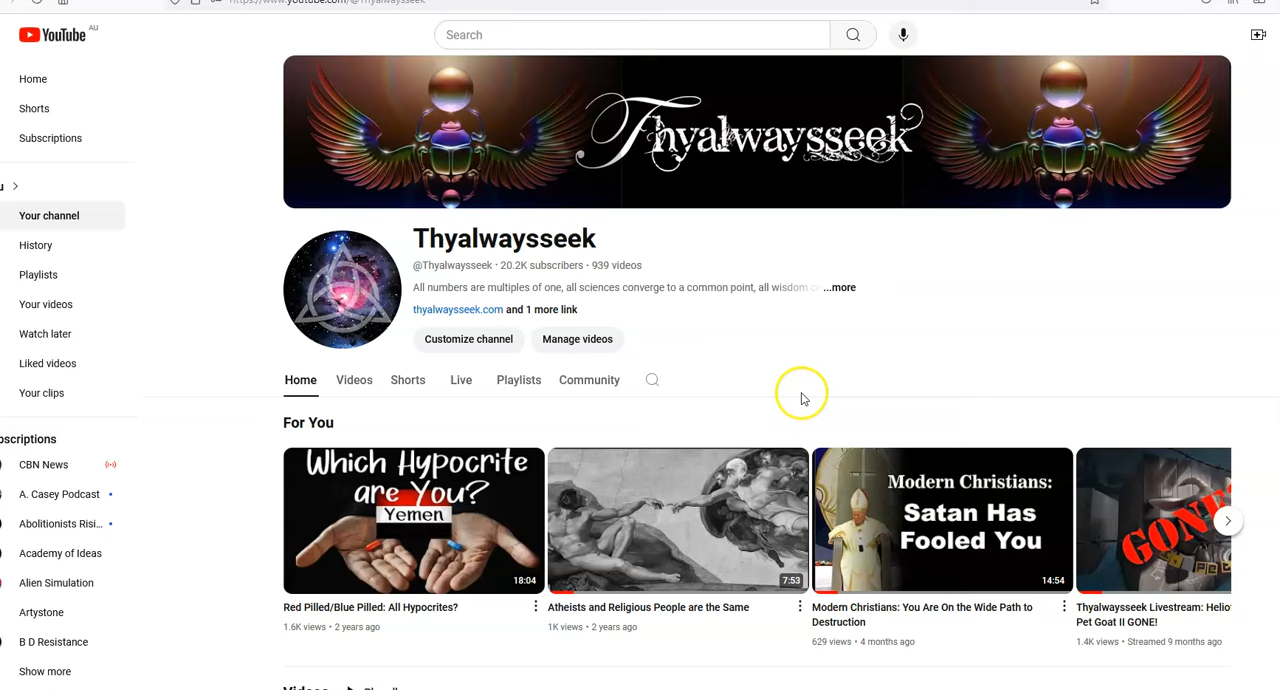 https://www.youtube.com/@Thyalwaysseek
YouTube AU
Search
Home
Shorts
Subscriptions
Your channel
History
Playlists
Your videos
Watch later
Liked videos
Your clips
bscriptions
CBN News
A. Casey Podcast
Abolitionists Risi...
Academy of Ideas
Alien Simulation
Artystone
B D Resistance
Show more
Thyalwaysseek
Thyalwaysseek
@Thyalwaysseek · 20.2K subscribers · 939 videos
All numbers are multiples of one, all sciences converge to a common point, all wisdom ...more
thyalwaysseek.com and 1 more link
Customize channel Manage videos
Home Videos Shorts Live Playlists Community
For You
Which Hypocrite
are You?
Yemen
18:04
Red Pilled/Blue Pilled: All Hypocrites?
1.6K views · 2 years ago
7:53
Atheists and Religious People are the Same
1K views · 2 years ago
Modern Christians:
Satan Has
Fooled You
14:54
Modern Christians: You Are On the Wide Path to
Destruction
629 views · 4 months ago
GONE
Thyalwaysseek Livestream: Helio
Pet Goat II GONE!
1.4K views · Streamed 9 months ago
Videos